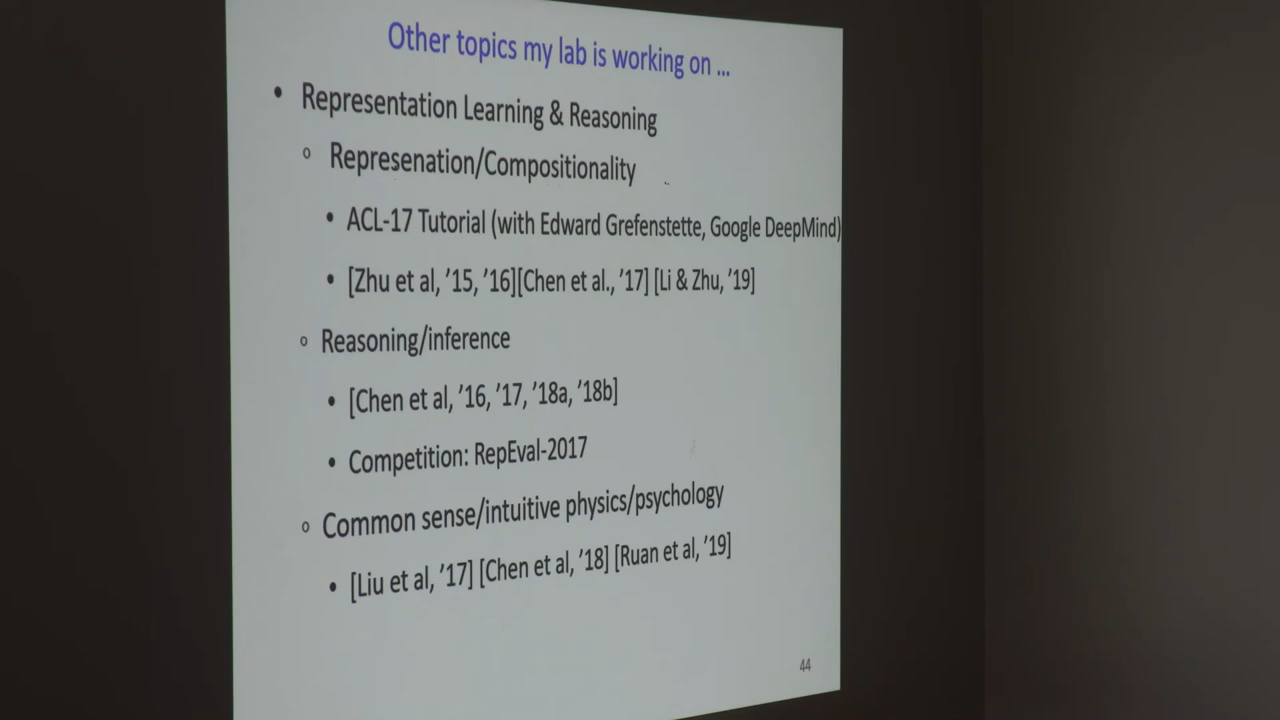 Other topics my lab is working on ...
• Representation Learning & Reasoning
o Represenation/Compositionality
• ACL-17 Tutorial (with Edward Grefenstette, Google DeepMind)
• [Zhu et al, ’15, ’16][Chen et al., ’17] [Li & Zhu, ’19]
o Reasoning/inference
• [Chen et al, ’16, ’17, ’18a, ’18b]
• Competition: RepEval-2017
o Common sense/intuitive physics/psychology
• [Liu et al, ’17] [Chen et al, ’18] [Ruan et al, ’19]
44